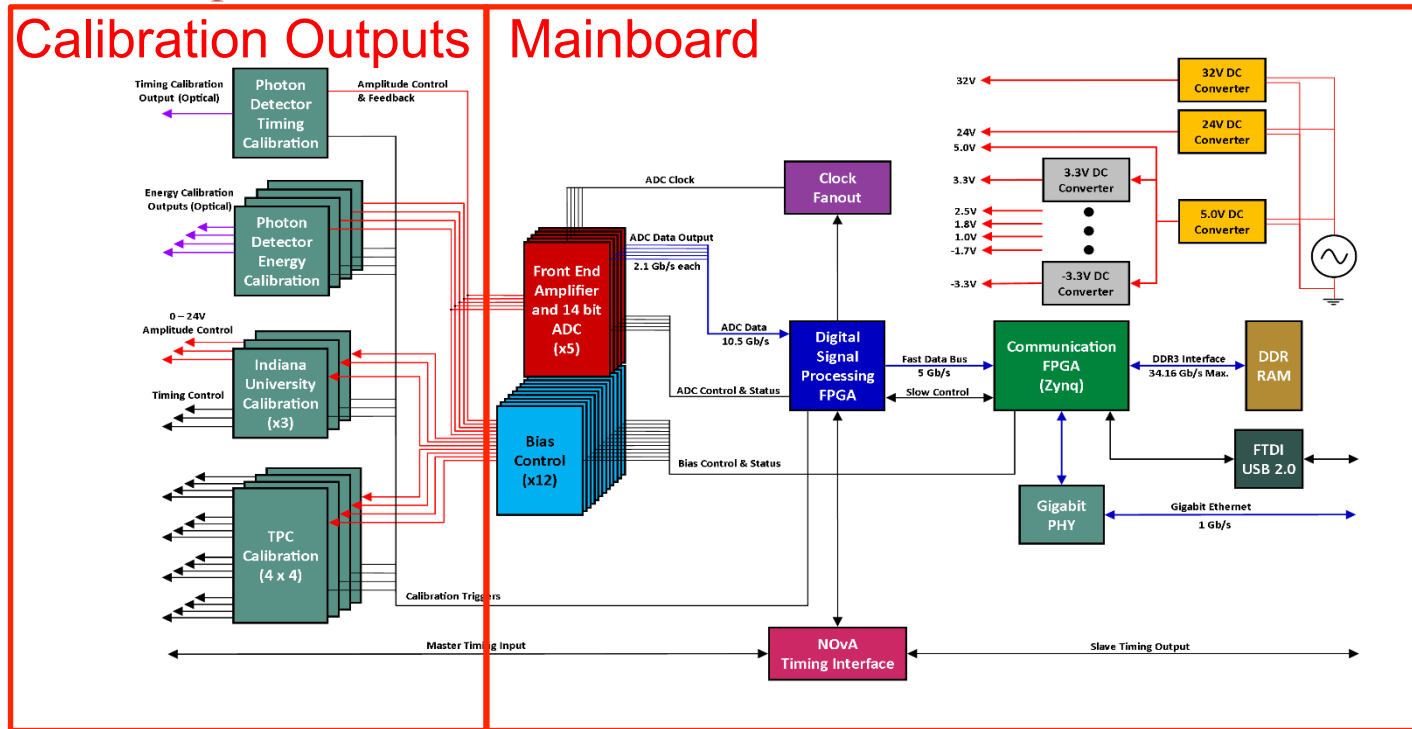 Calibration Outputs
Mainboard
Timing Calibration
Output (Optical)
Photon
Detector
Timing
Calibration
Amplitude Control
& Feedback
Energy Calibration
Outputs (Optical)
Photon
Detector
Energy
Calibration
0 – 24V
Amplitude Control
Indiana
University
Calibration
(x3)
Timing Control
TPC
Calibration
(4 x 4)
Calibration Triggers
Master Timing Input
ADC Clock
Clock
Fanout
ADC Data Output
2.1 Gb/s each
Front End
Amplifier
and 14 bit
ADC
(x5)
ADC Data
10.5 Gb/s
Digital
Signal
Processing
FPGA
ADC Control & Status
Bias
Control
(x12)
Bias Control & Status
Fast Data Bus
5 Gb/s
Slow Control
Communication
FPGA
(Zynq)
DDR3 Interface
34.16 Gb/s Max.
DDR
RAM
FTDI
USB 2.0
Gigabit
PHY
Gigabit Ethernet
1 Gb/s
NOvA
Timing Interface
Slave Timing Output
32V
32V DC
Converter
24V
24V DC
Converter
5.0V
3.3V
3.3V DC
Converter
2.5V
1.8V
1.0V
-1.7V
5.0V DC
Converter
-3.3V
-3.3V DC
Converter